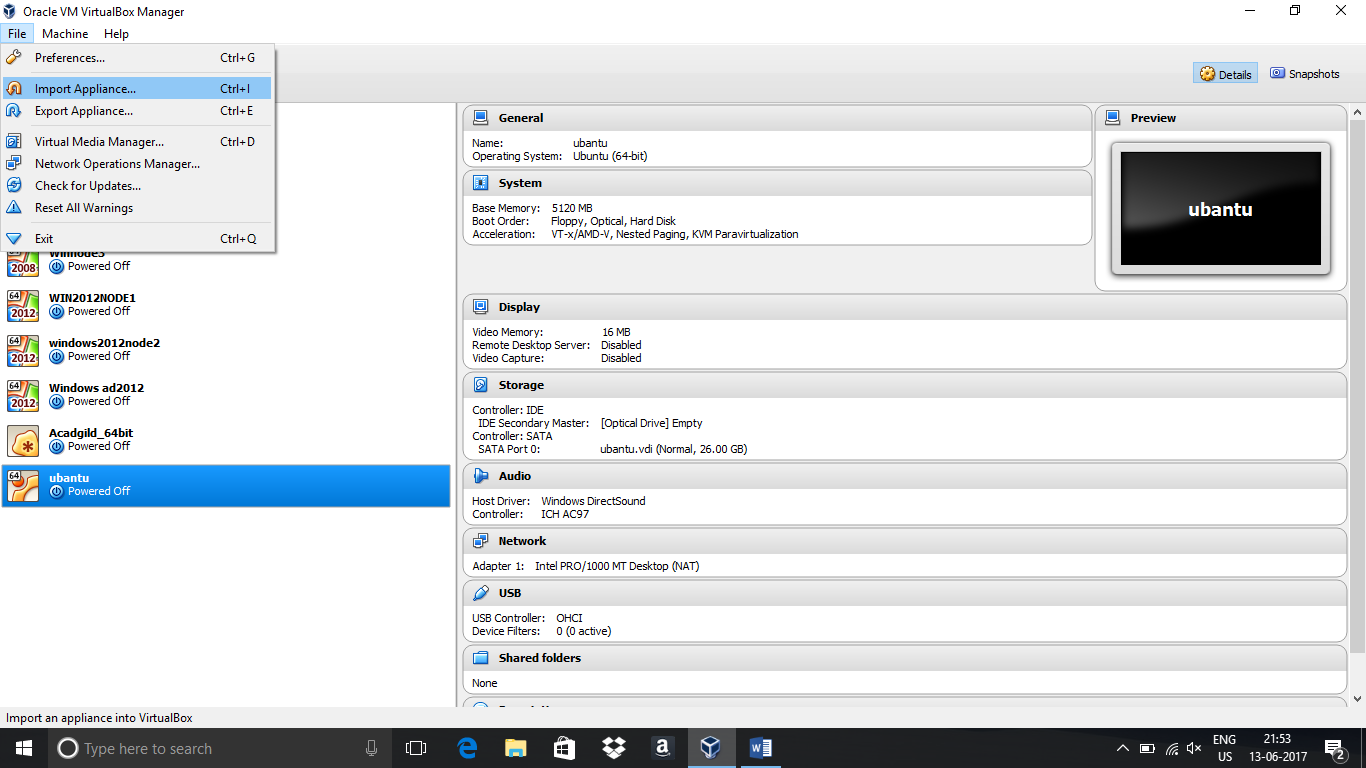 Oracle VM VirtualBox Manager
File Machine Help
Preferences... Ctrl+G
Import Appliance... Ctrl+I
Export Appliance... Ctrl+E
Virtual Media Manager... Ctrl+D
Network Operations Manager...
Check for Updates...
Reset All Warnings
Exit Ctrl+Q
Details Snapshots
2008
Powered Off
64
2012
WIN2012NODE1
Powered Off
64
2012
windows2012node2
Powered Off
64
2012
Windows ad2012
Powered Off
Acadgild_64bit
Powered Off
64
ubantu
Powered Off
General
Name: ubantu
Operating System: Ubuntu (64-bit)
System
Base Memory: 5120 MB
Boot Order: Floppy, Optical, Hard Disk
Acceleration: VT-x/AMD-V, Nested Paging, KVM Paravirtualization
Preview
ubantu
Display
Video Memory: 16 MB
Remote Desktop Server: Disabled
Video Capture: Disabled
Storage
Controller: IDE
IDE Secondary Master: [Optical Drive] Empty
Controller: SATA
SATA Port 0: ubantu.vdi (Normal, 26.00 GB)
Audio
Host Driver: Windows DirectSound
Controller: ICH AC97
Network
Adapter 1: Intel PRO/1000 MT Desktop (NAT)
USB
USB Controller: OHCI
Device Filters: 0 (0 active)
Shared folders
None
Import an appliance into VirtualBox
Type here to search
ENG
US
21:53
13-06-2017
2